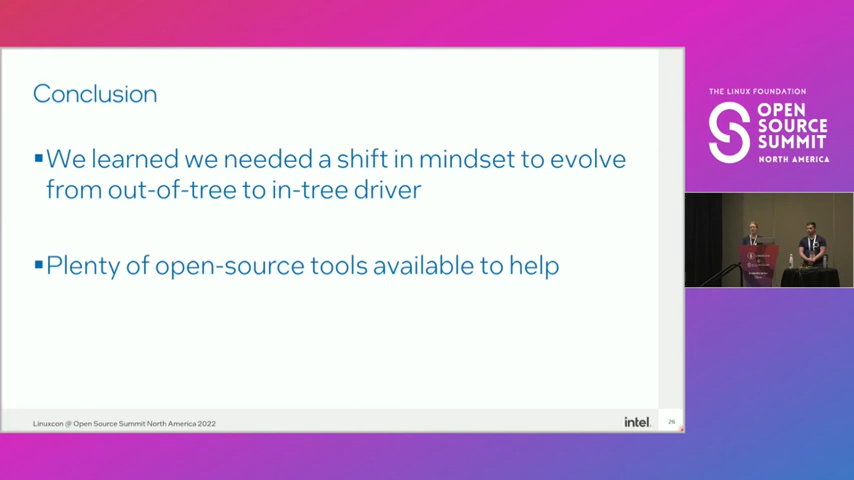 Conclusion
▪We learned we needed a shift in mindset to evolve
from out-of-tree to in-tree driver
▪Plenty of open-source tools available to help
Linuxcon @ Open Source Summit North America 2022
intel.
26
THE LINUX FOUNDATION
OPEN
SOURCE
SUMMIT
NORTH AMERICA